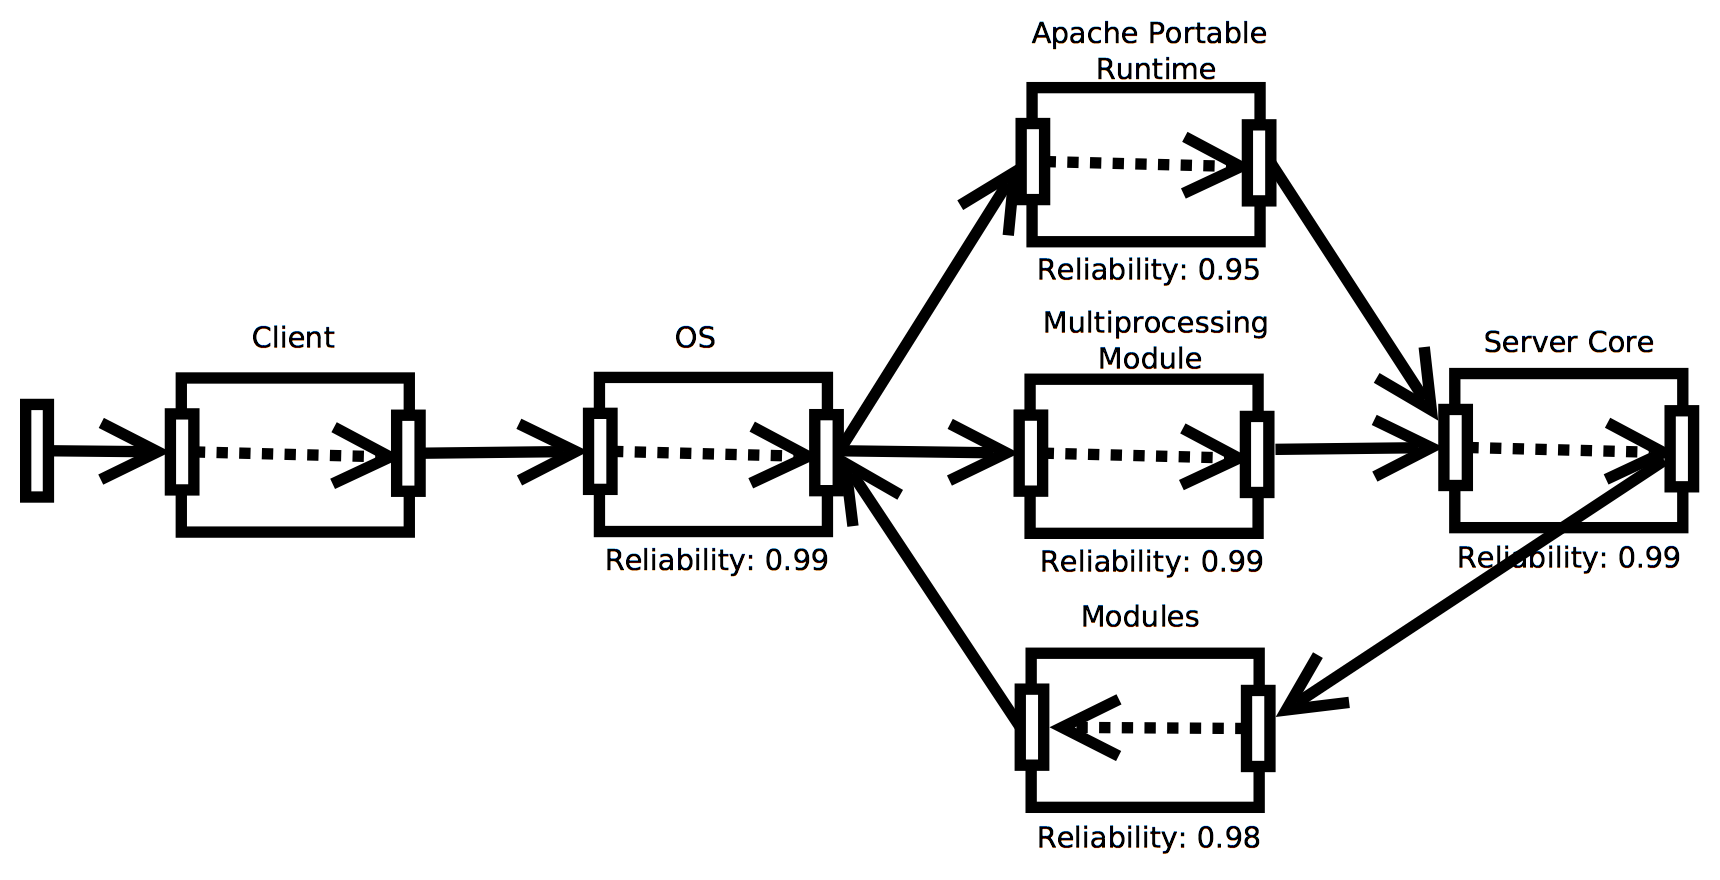 Apache Portable
Runtime
Reliability: 0.95
Client
OS
Reliability: 0.99
Multiprocessing
Module
Reliability: 0.99
Server Core
Reliability: 0.99
Modules
Reliability: 0.98